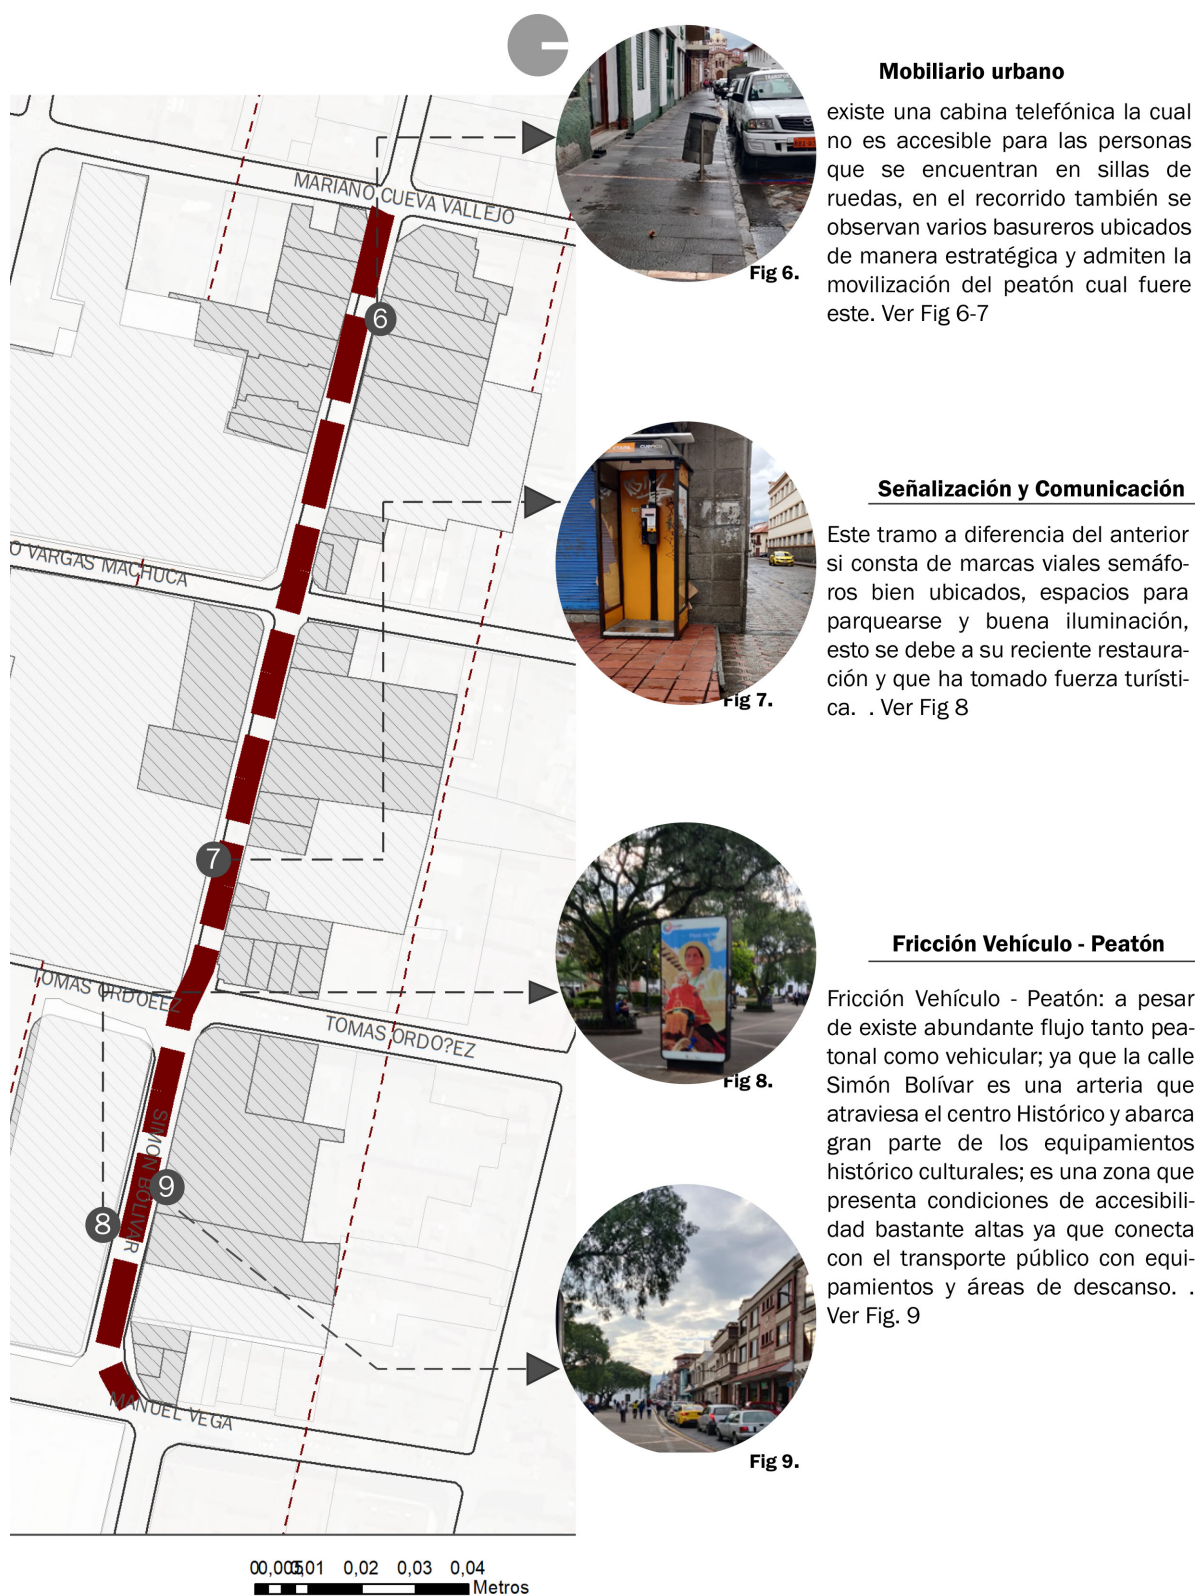 Mobiliario urbano
existe una cabina telefónica la cual
no es accesible para las personas
que se encuentran en sillas de
ruedas, en el recorrido también se
observan varios basureros ubicados
de manera estratégica y admiten la
movilización del peatón cual fuere
este. Ver Fig 6-7
Fig 6.
Señalización y Comunicación
Este tramo a diferencia del anterior
si consta de marcas viales semáfo-
ros bien ubicados, espacios para
parquearse y buena iluminación,
esto se debe a su reciente restaura-
ción y que ha tomado fuerza turísti-
ca. . Ver Fig 8
Fig 7.
Fig 8.
Fricción Vehículo - Peatón
Fricción Vehículo - Peatón: a pesar
de existe abundante flujo tanto pea-
tonal como vehicular; ya que la calle
Simón Bolívar es una arteria que
atraviesa el centro Histórico y abarca
gran parte de los equipamientos
histórico culturales; es una zona que
presenta condiciones de accesibili-
dad bastante altas ya que conecta
con el transporte público con equi-
pamientos y áreas de descanso. .
Ver Fig. 9
Fig 9.
MARIANO CUEVA VALLEJO
6
O VARGAS MACHUCA
7
TOMAS ORDO?EZ
SIMON BOLIVAR
9
8
MANUEL VEGA
0,02 0,03 0,04
Metros